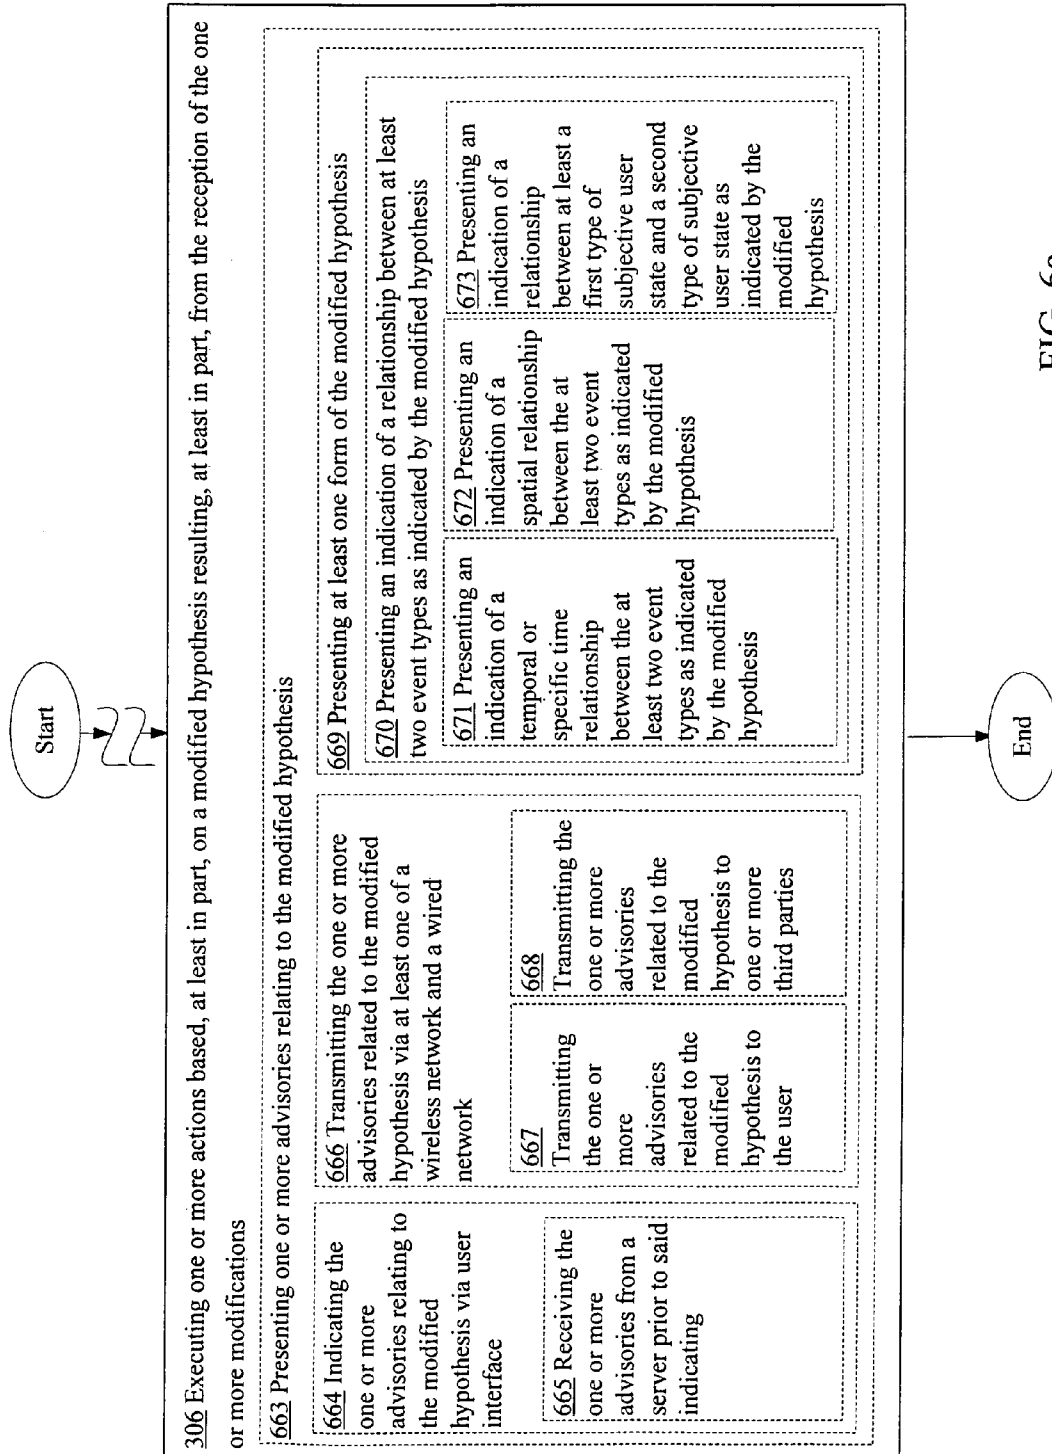 Start
306 Executing one or more actions based, at least in part, on a modified hypothesis resulting, at least in part, from the reception of the one
or more modifications
663 Presenting one or more advisories relating to the modified hypothesis
664 Indicating the
one or more
advisories relating to
the modified
hypothesis via user
interface
665 Receiving the
one or more
advisories from a
server prior to said
indicating
666 Transmitting the one or more
advisories related to the modified
hypothesis via at least one of a
wireless network and a wired
network
667
Transmitting
the one or
more
advisories
related to the
modified
hypothesis to
the user
668
Transmitting the
one or more
advisories
related to the
modified
hypothesis to
one or more
third parties
669 Presenting at least one form of the modified hypothesis
670 Presenting an indication of a relationship between at least
two event types as indicated by the modified hypothesis
671 Presenting an
indication of a
temporal or
specific time
relationship
between the at
least two event
types as indicated
by the modified
hypothesis
672 Presenting an
indication of a
spatial relationship
between the at
least two event
types as indicated
by the modified
hypothesis
673 Presenting an
indication of a
relationship
between at least a
first type of
subjective user
state and a second
type of subjective
user state as
indicated by the
modified
hypothesis
End
FIG.